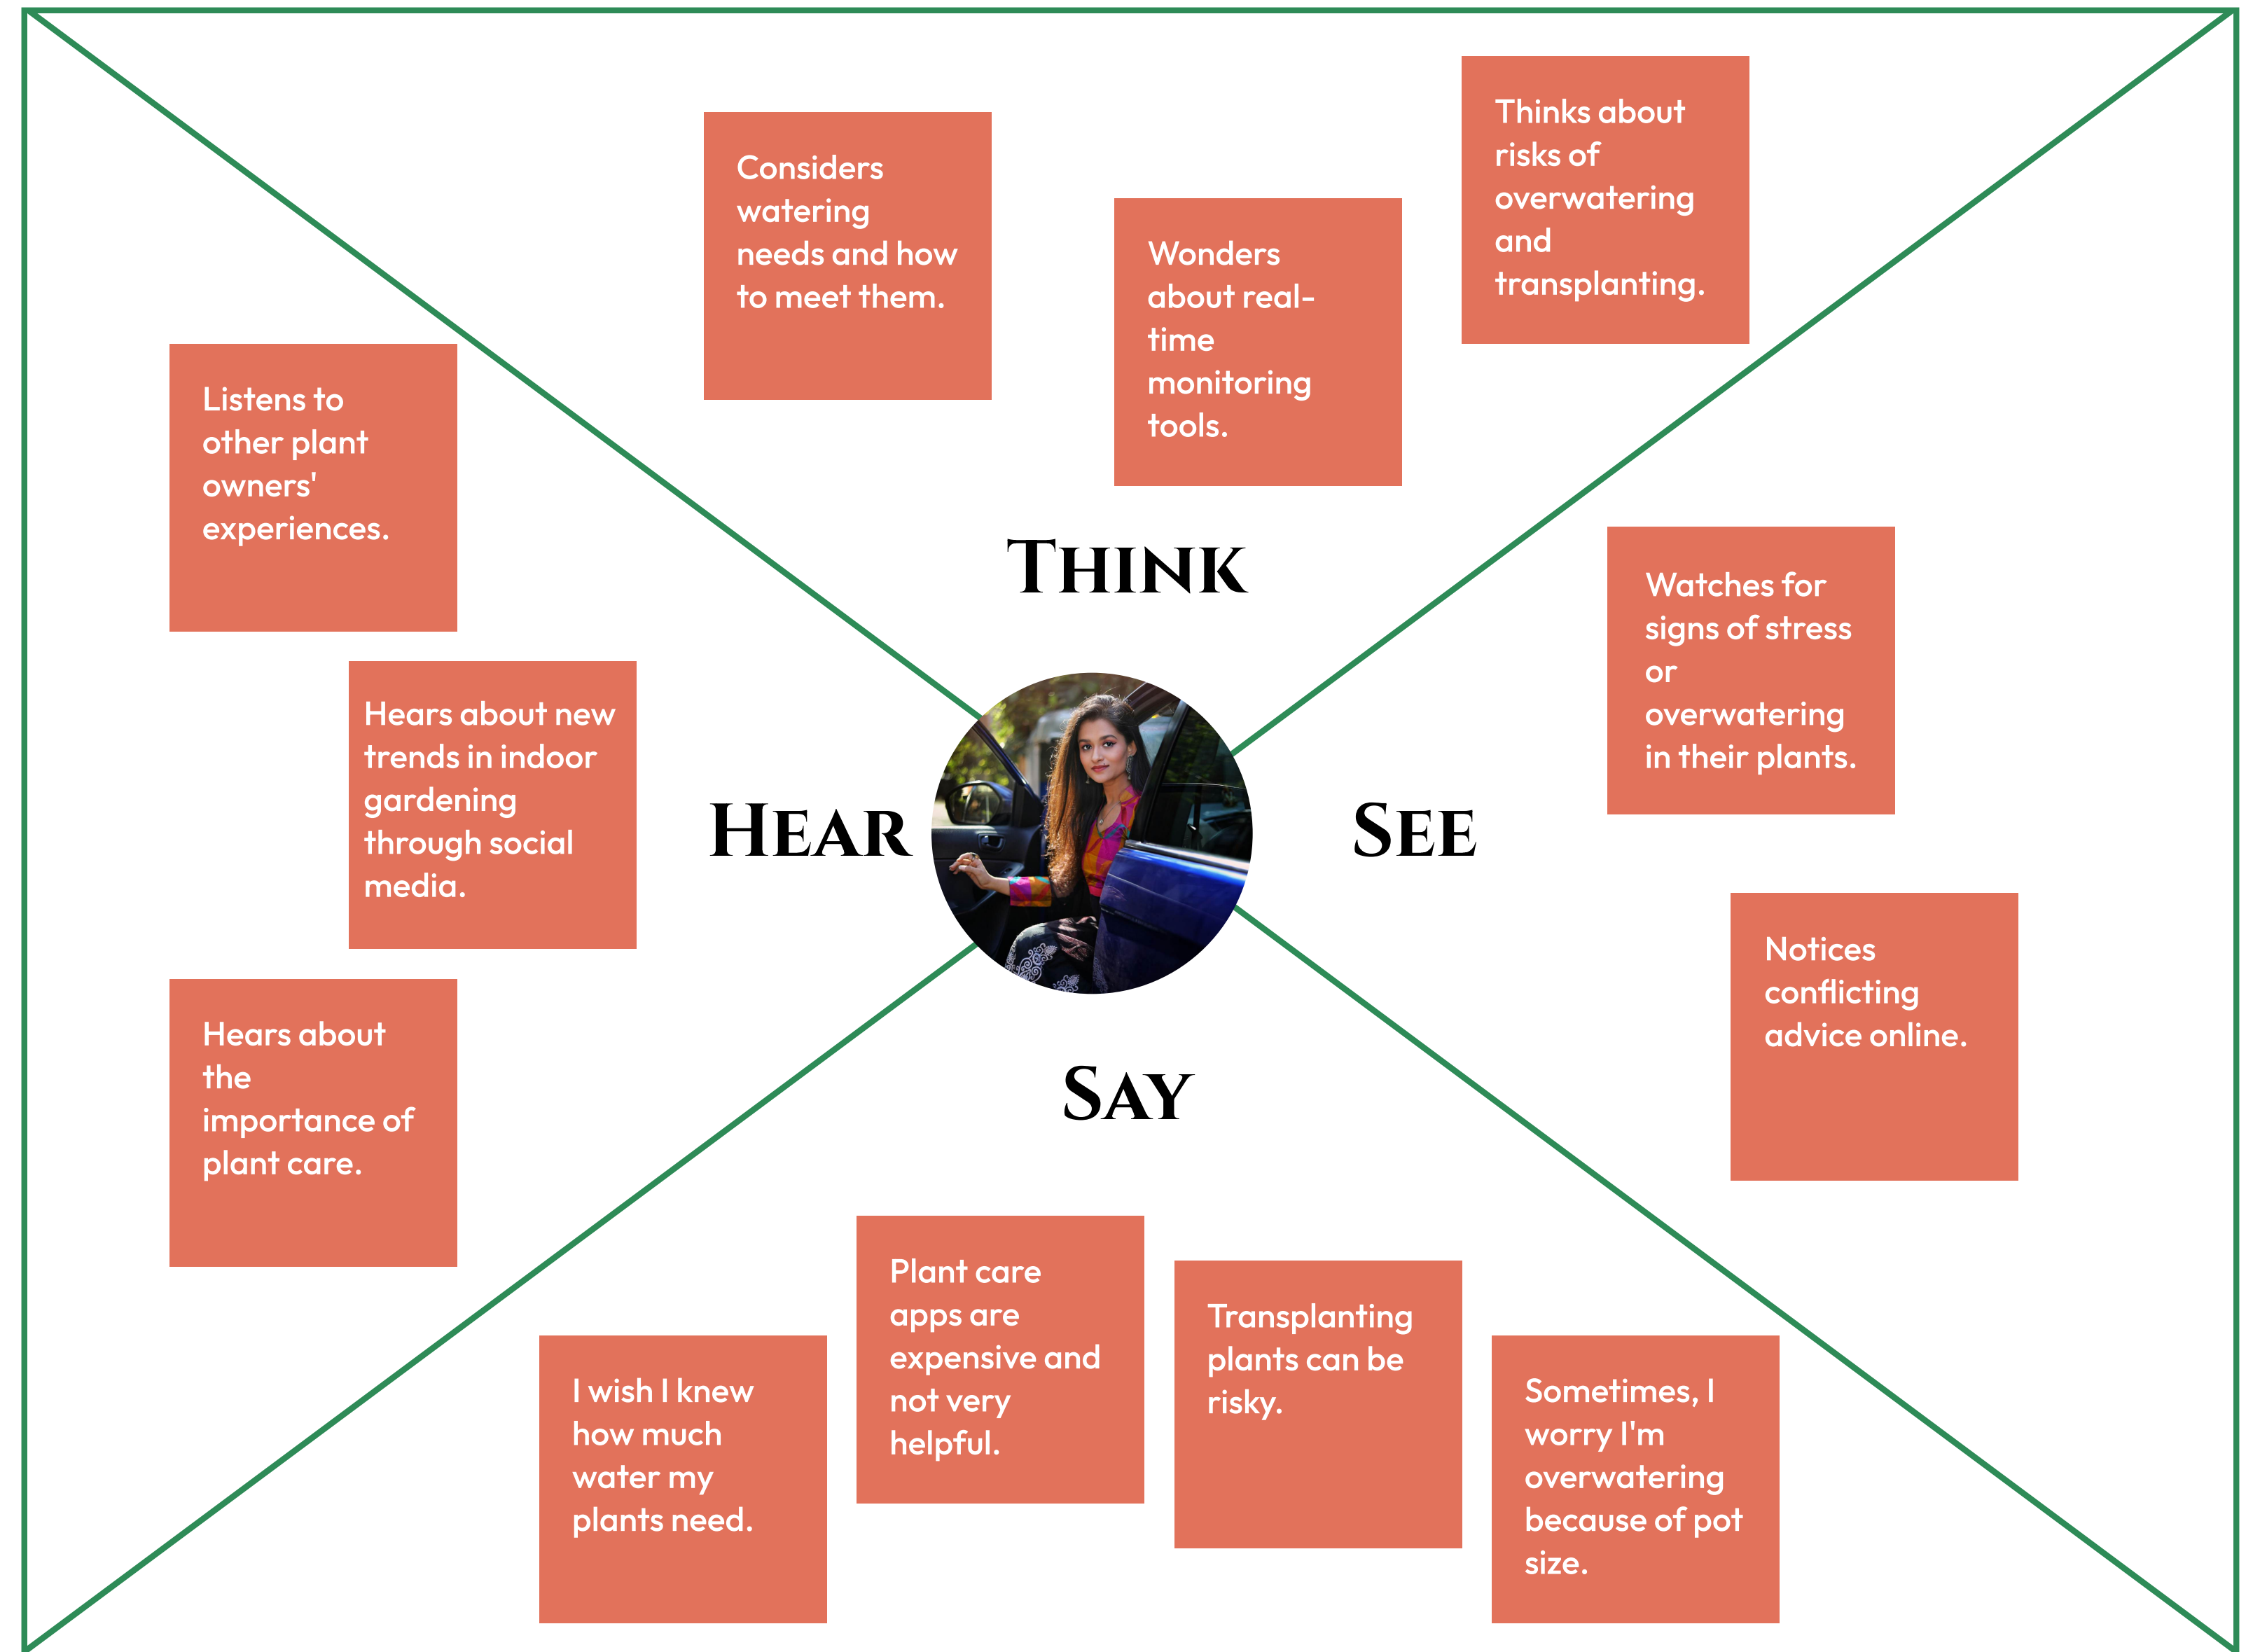 Considers
watering
needs and how
to meet them.
Wonders
about real-
time
monitoring
tools.
Thinks about
risks of
overwatering
and
transplanting.
THINK
Listens to
other plant
owners'
experiences.
Hears about new
trends in indoor
gardening
through social
media.
Hears about
the
importance of
plant care.
HEAR
SEE
Watches for
signs of stress
or
overwatering
in their plants.
Notices
conflicting
advice online.
SAY
I wish I knew
how much
water my
plants need.
Plant care
apps are
expensive and
not very
helpful.
Transplanting
plants can be
risky.
Sometimes, I
worry I'm
overwatering
because of pot
size.